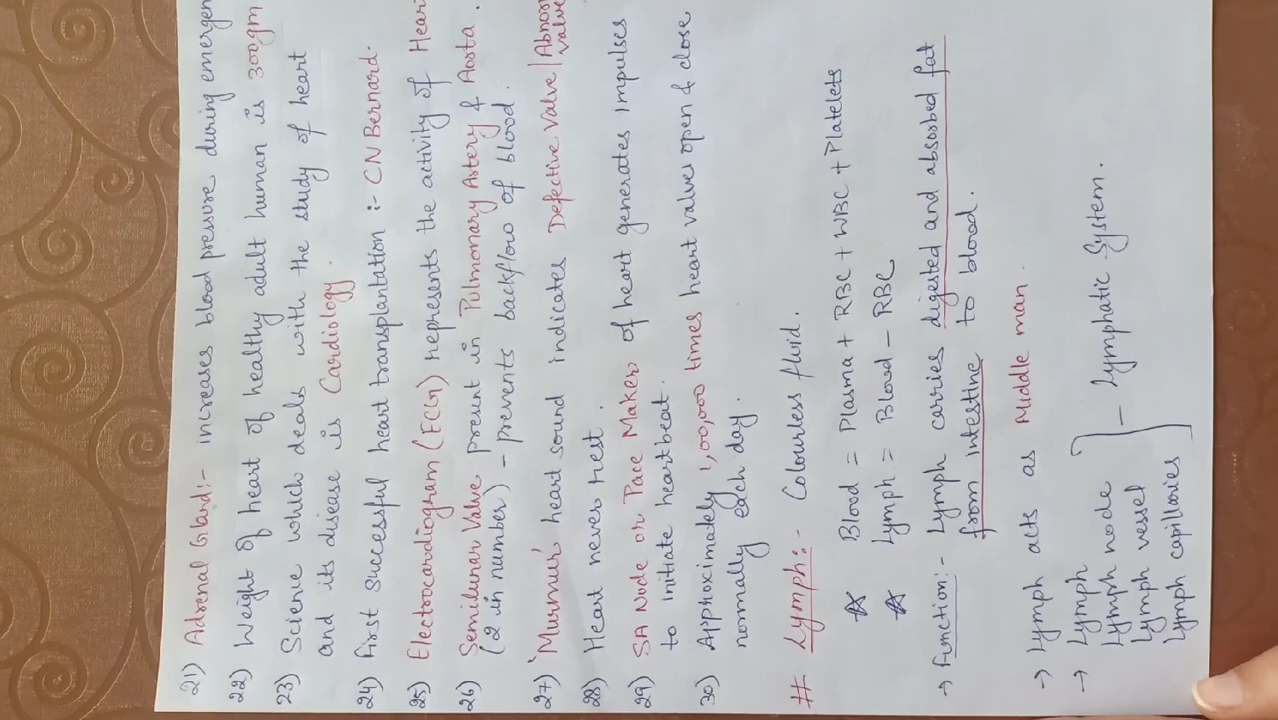 21) Adrenal Gland:- increases blood pressure during emergen
22) Weight of heart of healthy adult human is 300gm
23) Science which deals with the study of heart
and its disease is Cardiology.
24) First successful heart transplantation :- CN Bernard.
25) Electrocardiogram (ECG) represents the activity of Hear
26) Semilunar Valve present in Pulmonary Artery & Aorta.
(2 in number) - prevents backflow of blood.
27) 'Murmur' heart sound indicates Defective Valve | Abnor
valve
28) Heart never rest.
29) SA Node or Pace Maker of heart generates impulses
to initiate heartbeat.
30) Approximately 1,00,000 times heart valve open & close
normally each day.
# Lymph:- Colourless fluid.
☆ Blood = Plasma + RBC + WBC + Platelets
☆ Lymph = Blood - RBC
→ Function:- Lymph carries digested and absorbed fat
from intestine to blood.
→ Lymph acts as Middle man.
→ Lymph
Lymph node
Lymph vessel
Lymph capillories
} - Lymphatic System.